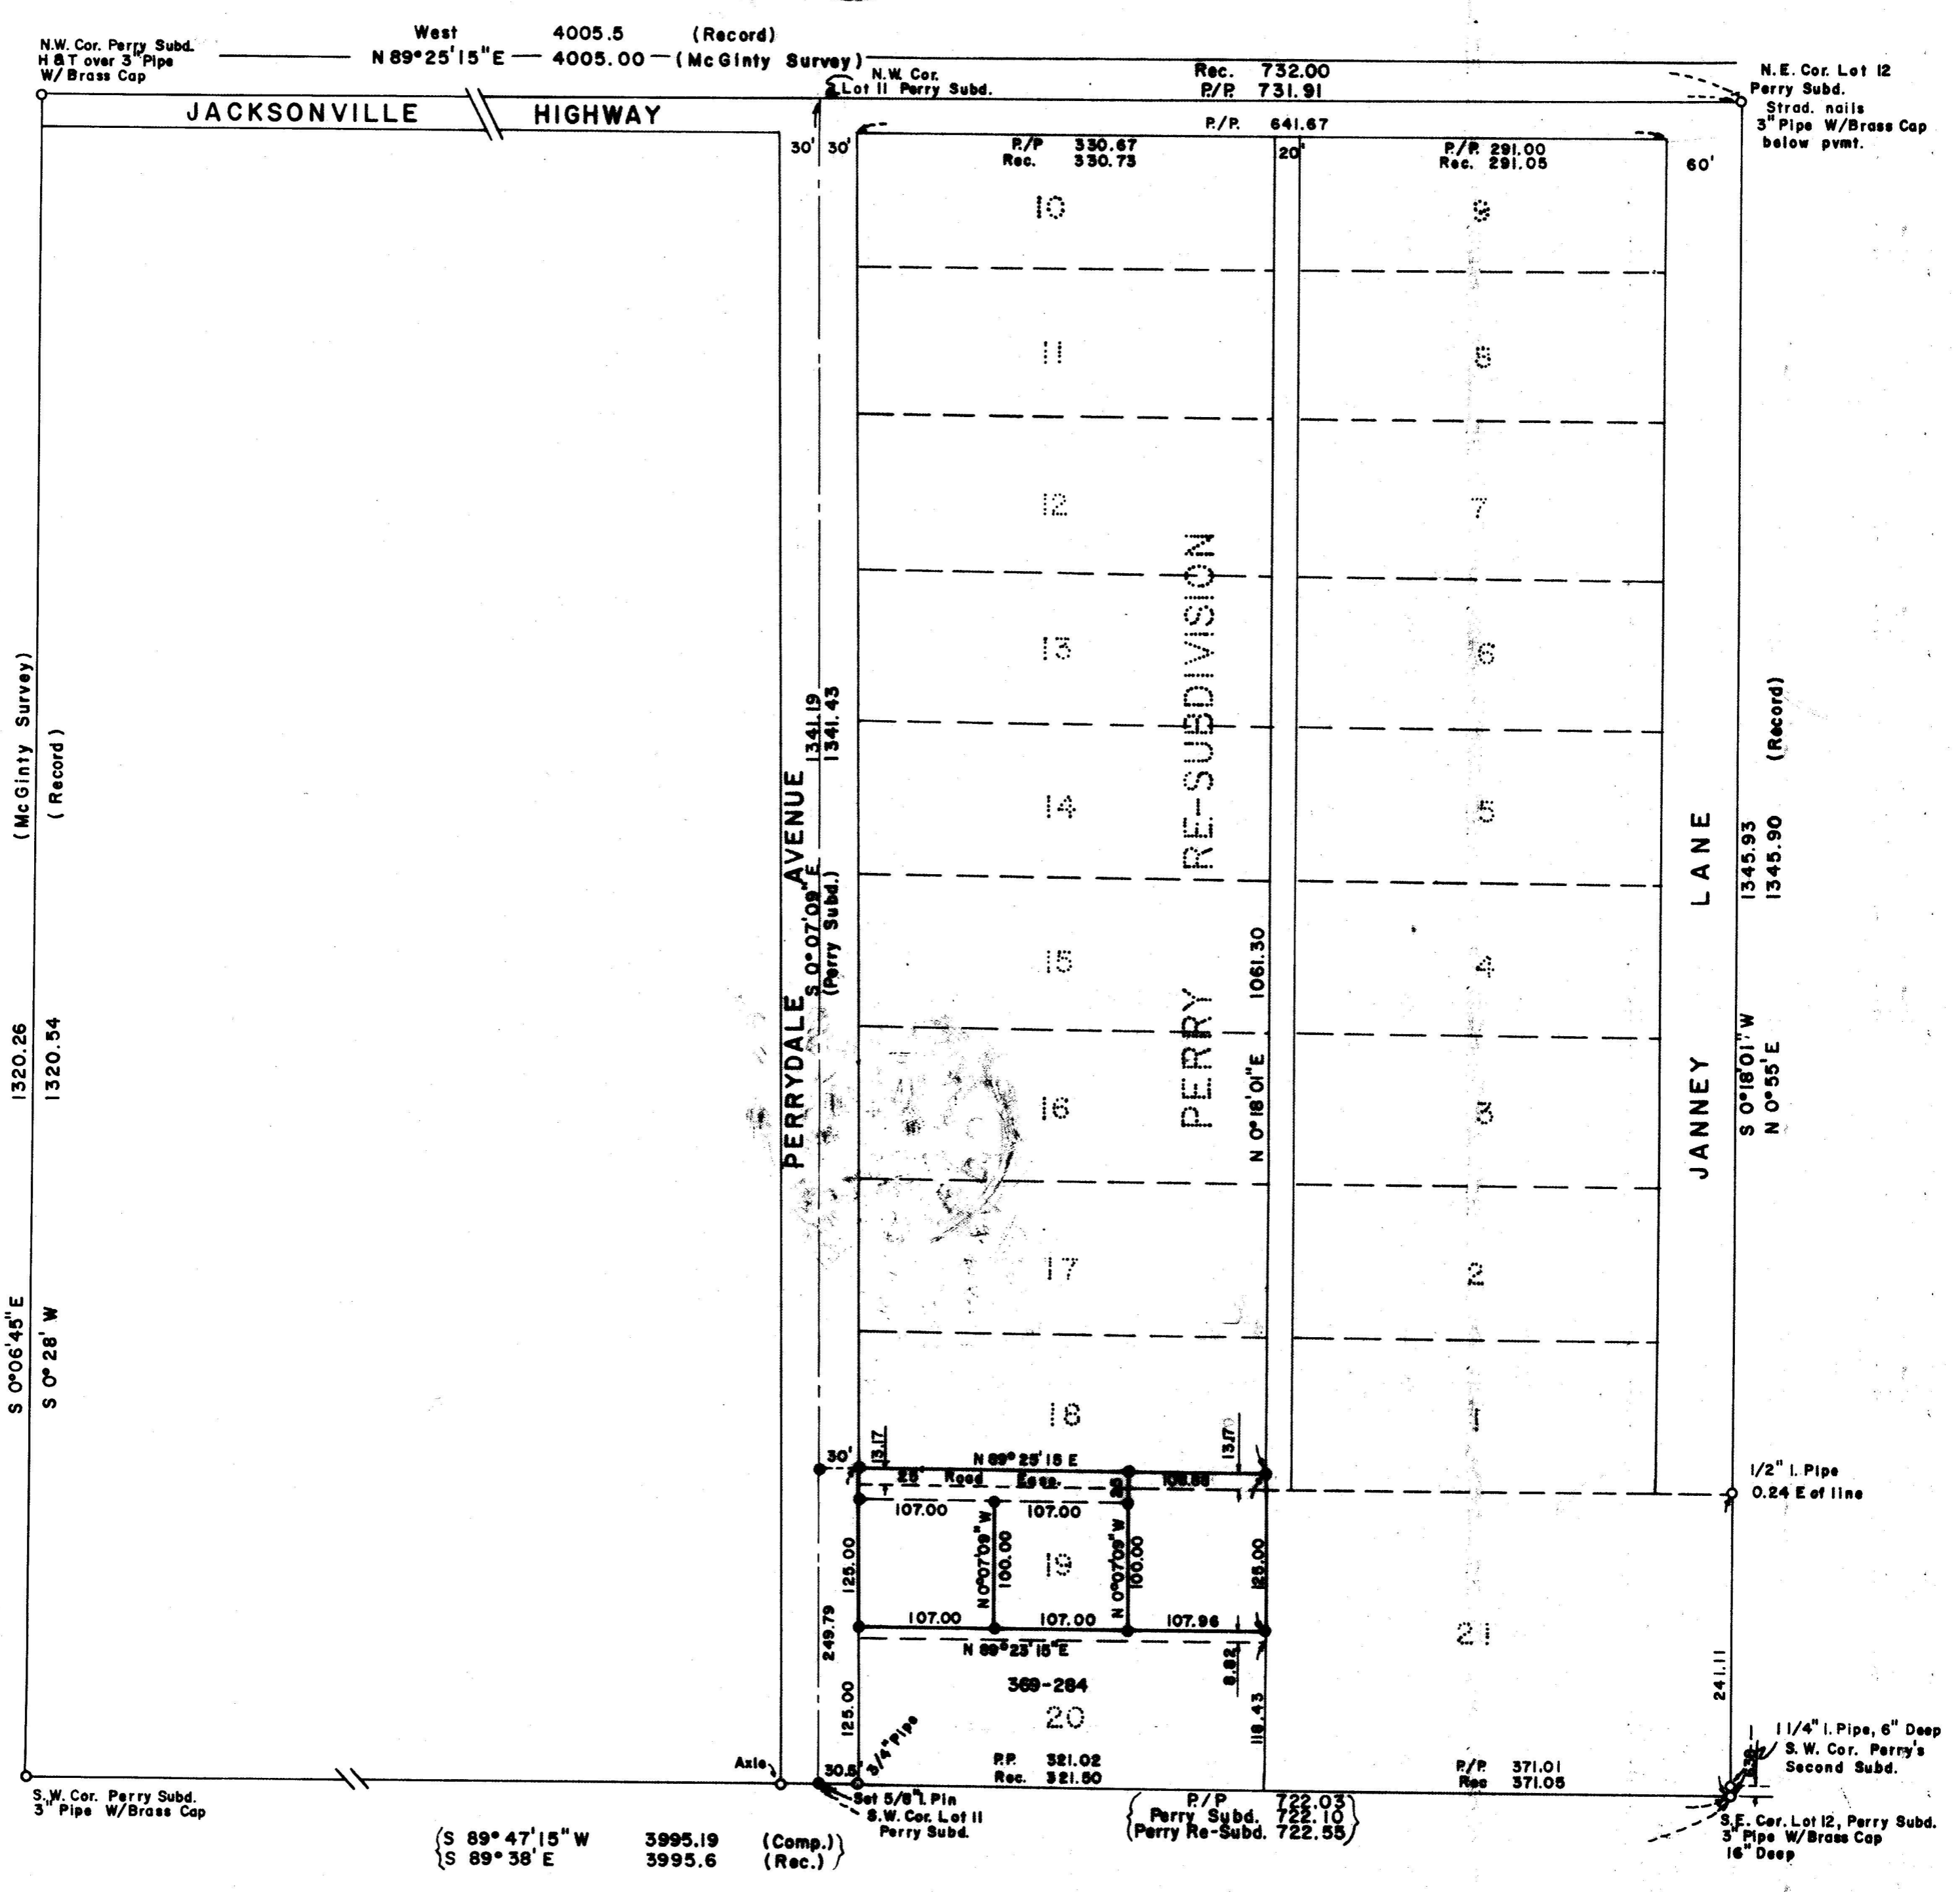 West 4005.5 (Record)
N 89°25'15"E 4005.00 (McGinty Survey)
N.W. Cor. Perry Subd.
H & T over 3" Pipe
W/ Brass Cap
N.W. Cor.
Lot 11 Perry Subd.
Rec. 732.00
P./P. 731.91
N.E. Cor. Lot 12
Perry Subd.
Strad. nails
3" Pipe W/Brass Cap
below pvmt.
JACKSONVILLE HIGHWAY
P./P. 641.67
30' 30'
P./P 330.67
Rec. 330.73
20'
P./P. 291.00
Rec. 291.05
60'
10
9
11
8
12
7
13
6
14
5
15
4
16
3
17
2
18
1
PERRY RE-SUBDIVISION
N 0°18'01"E 1061.30
PERRYDALE AVENUE
S 0°07'09"E 1341.19
(Perry Subd.) 1341.43
JANNEY LANE
S 0°18'01"W 1345.93
N 0°55'E 1345.90 (Record)
S 0°06'45"E 1320.26 (McGinty Survey)
S 0°28' W 1320.54 (Record)
30'
13.17
N 89°25'15 E
13.17
25' Road Ease.
25
107.00
107.00
1/2" I. Pipe
0.24 E of line
125.00
N 0°07'09"W
100.00
19
N 0°07'09"W
100.00
125.00
107.00
107.00
107.96
N 89°23'15"E
8.82
249.79
21
369-284
20
125.00
118.43
241.11
3/4" Pipe
Axle
30.5'
P.P. 321.02
Rec. 321.50
P./P. 371.01
Rec 371.05
1 1/4" I. Pipe, 6" Deep
S.W. Cor. Perry's
Second Subd.
S.W. Cor. Perry Subd.
3" Pipe W/Brass Cap
Set 5/8" I. Pin
S.W. Cor. Lot 11
Perry Subd.
P./P 722.03
Perry Subd. 722.10
(Perry Re-Subd. 722.55)
S.E. Cor. Lot 12, Perry Subd.
3" Pipe W/Brass Cap
16" Deep
S 89°47'15"W 3995.19 (Comp.)
S 89°38'E 3995.6 (Rec.)